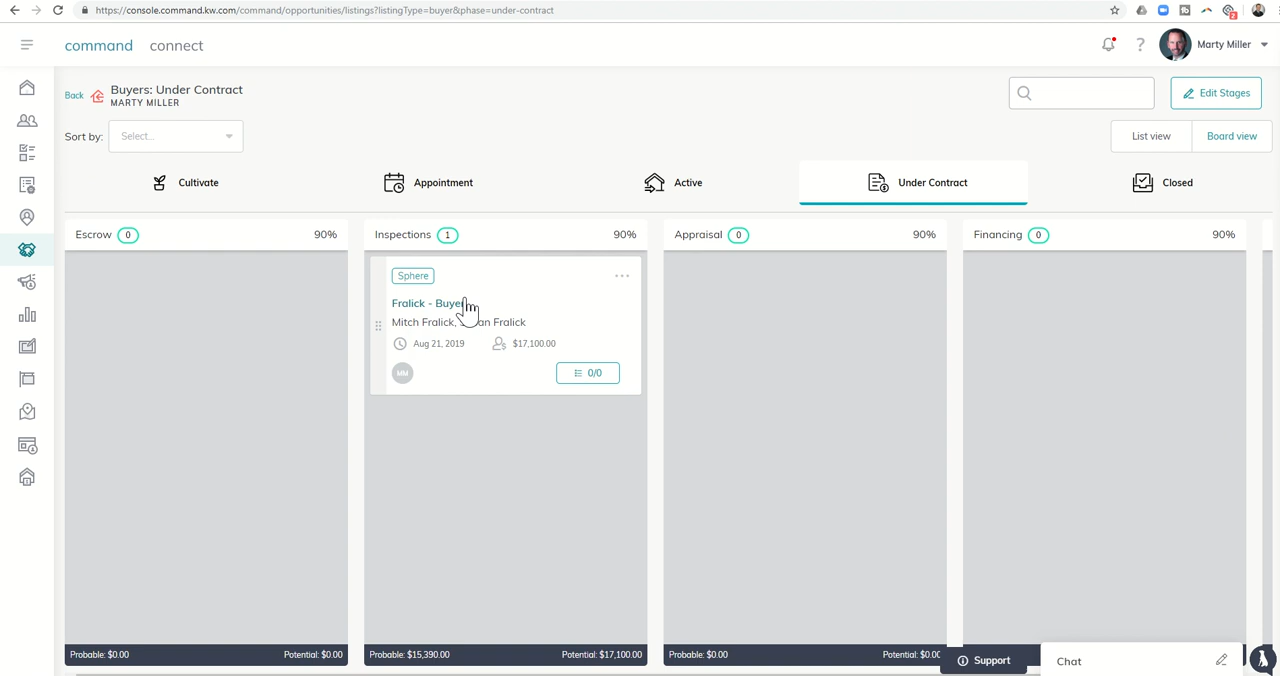 https://console.command.kw.com/command/opportunities/listings?listingType=buyer&phase=under-contract
2
command connect
? Marty Miller
Back Buyers: Under Contract
MARTY MILLER
Edit Stages
Sort by: Select...
List view Board view
Cultivate Appointment Active Under Contract Closed
Escrow 0 90% Inspections 1 90% Appraisal 0 90% Financing 0 90%
Sphere
Fralick - Buyer
Mitch Fralick, Fralick
Aug 21, 2019 $17,100.00
MM 0/0
Probable: $0.00 Potential: $0.00 Probable: $15,390.00 Potential: $17,100.00 Probable: $0.00 Potential: $0.00
Support Chat